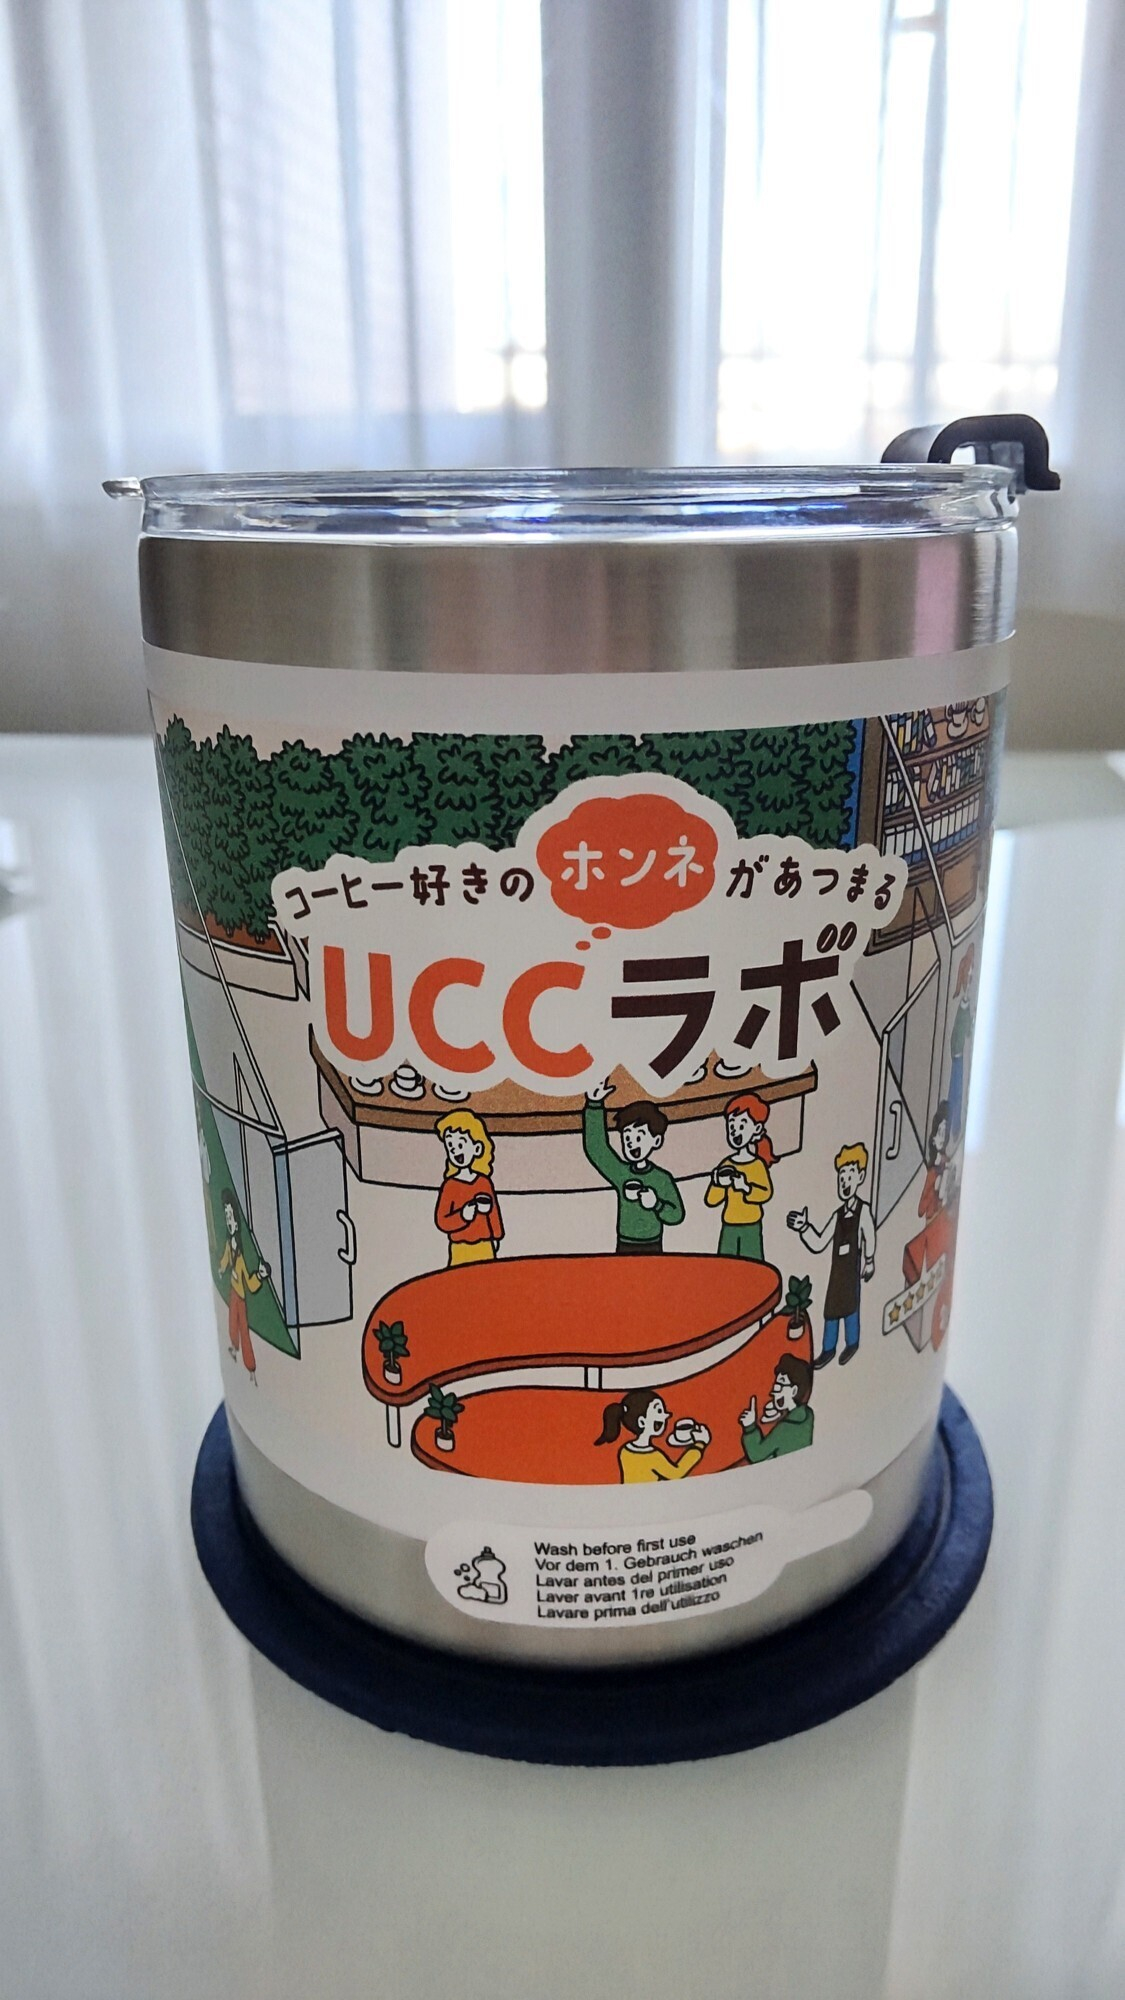 コーヒー好きのホンネがあつまる
UCCラボ
Wash before first use
Vor dem 1. Gebrauch waschen
Lavar antes del primer uso
Laver avant 1re utilisation
Lavare prima dell'utilizzo